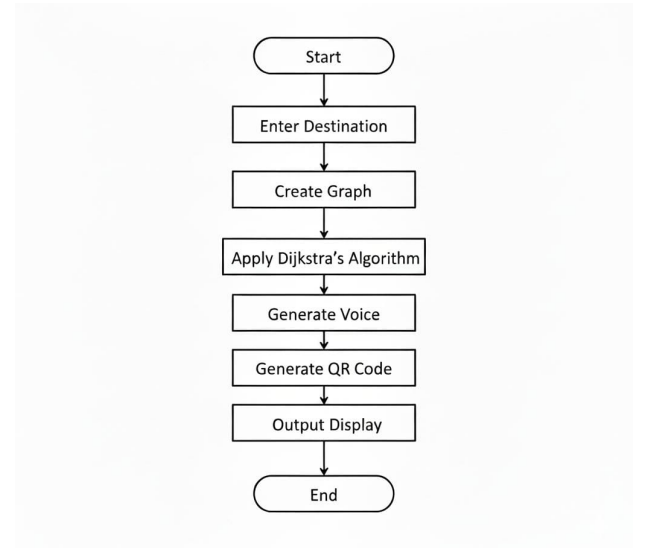 Start
Enter Destination
Create Graph
Apply Dijkstra’s Algorithm
Generate Voice
Generate QR Code
Output Display
End